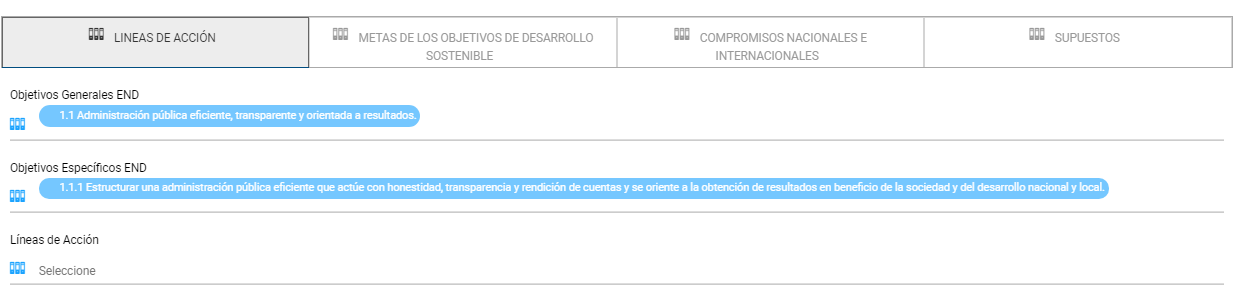 LINEAS DE ACCIÓN
METAS DE LOS OBJETIVOS DE DESARROLLO
SOSTENIBLE
COMPROMISOS NACIONALES E
INTERNACIONALES
SUPUESTOS
Objetivos Generales END
1.1 Administración pública eficiente, transparente y orientada a resultados.
Objetivos Específicos END
1.1.1 Estructurar una administración pública eficiente que actúe con honestidad, transparencia y rendición de cuentas y se oriente a la obtención de resultados en beneficio de la sociedad y del desarrollo nacional y local.
Líneas de Acción
Seleccione